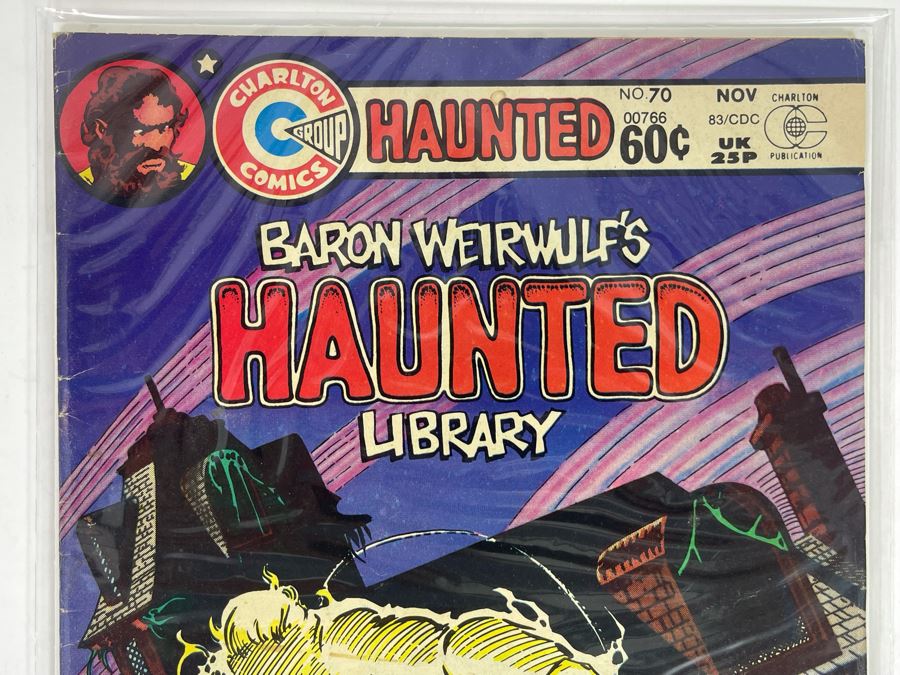 CHARLTON
GROUP
COMICS
HAUNTED
NO. 70
00766
60¢
NOV
83/CDC
UK
25P
CHARLTON
PUBLICATION
BARON WEIRWULF'S
HAUNTED
LIBRARY